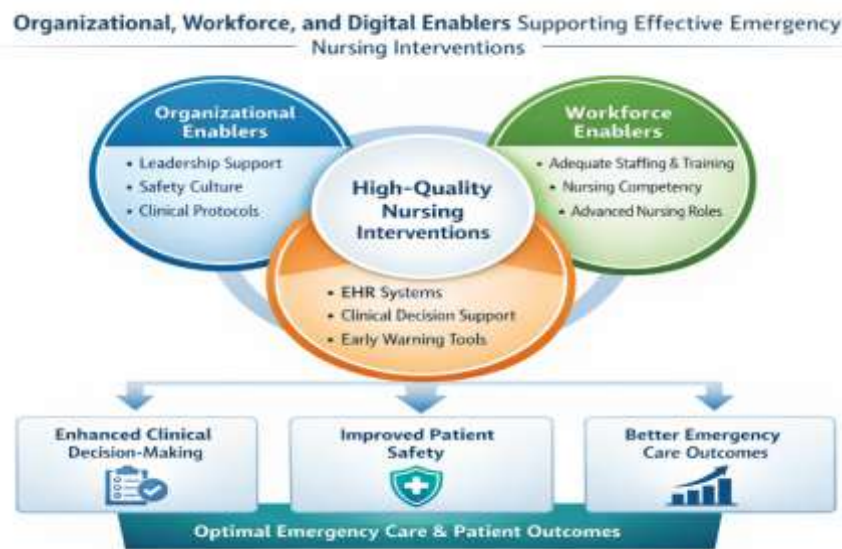 Organizational, Workforce, and Digital Enablers Supporting Effective Emergency
Nursing Interventions
Organizational
Enablers
• Leadership Support
• Safety Culture
• Clinical Protocols
Workforce
Enablers
• Adequate Staffing & Training
• Nursing Competency
• Advanced Nursing Roles
High-Quality
Nursing
Interventions
• EHR Systems
• Clinical Decision Support
• Early Warning Tools
Enhanced Clinical
Decision-Making
Improved Patient
Safety
Better Emergency
Care Outcomes
Optimal Emergency Care & Patient Outcomes